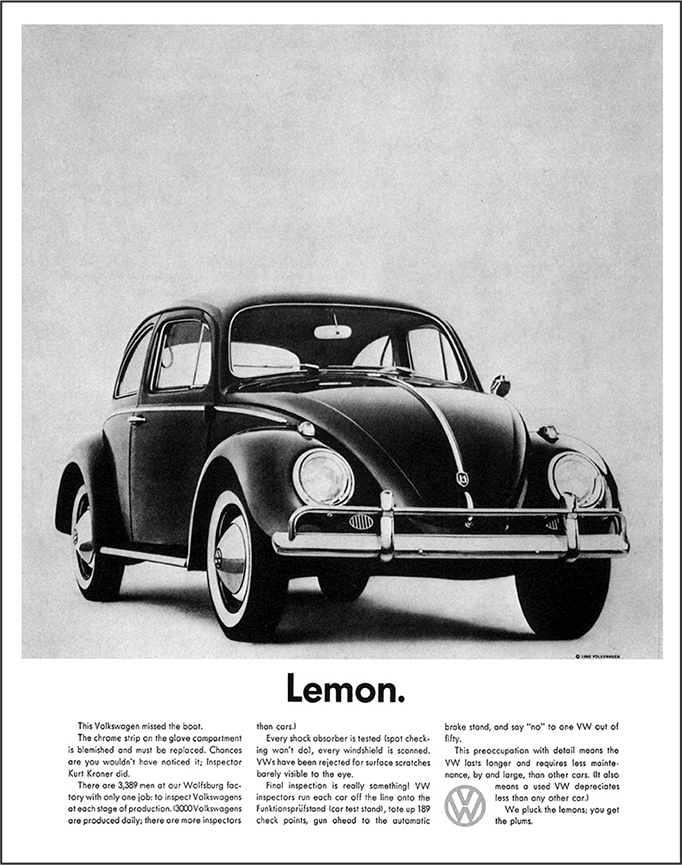 © 1960 VOLKSWAGEN
Lemon.
This Volkswagen missed the boat.
The chrome strip on the glove compartment
is blemished and must be replaced. Chances
are you wouldn't have noticed it; Inspector
Kurt Kroner did.
There are 3,389 men at our Wolfsburg fac-
tory with only one job: to inspect Volkswagens
at each stage of production. (3000 Volkswagens
are produced daily; there are more inspectors
than cars.)
Every shock absorber is tested (spot check-
ing won't do), every windshield is scanned.
VWs have been rejected for surface scratches
barely visible to the eye.
Final inspection is really something! VW
inspectors run each car off the line onto the
Funktionsprüfstand (car test stand), tote up 189
check points, gun ahead to the automatic
brake stand, and say "no" to one VW out of
fifty.
This preoccupation with detail means the
VW lasts longer and requires less mainte-
nance, by and large, than other cars. (It also
means a used VW depreciates
less than any other car.)
We pluck the lemons; you get
the plums.
VW